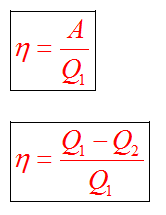 η = A / Q₁
η = (Q₁ − Q₂) / Q₁